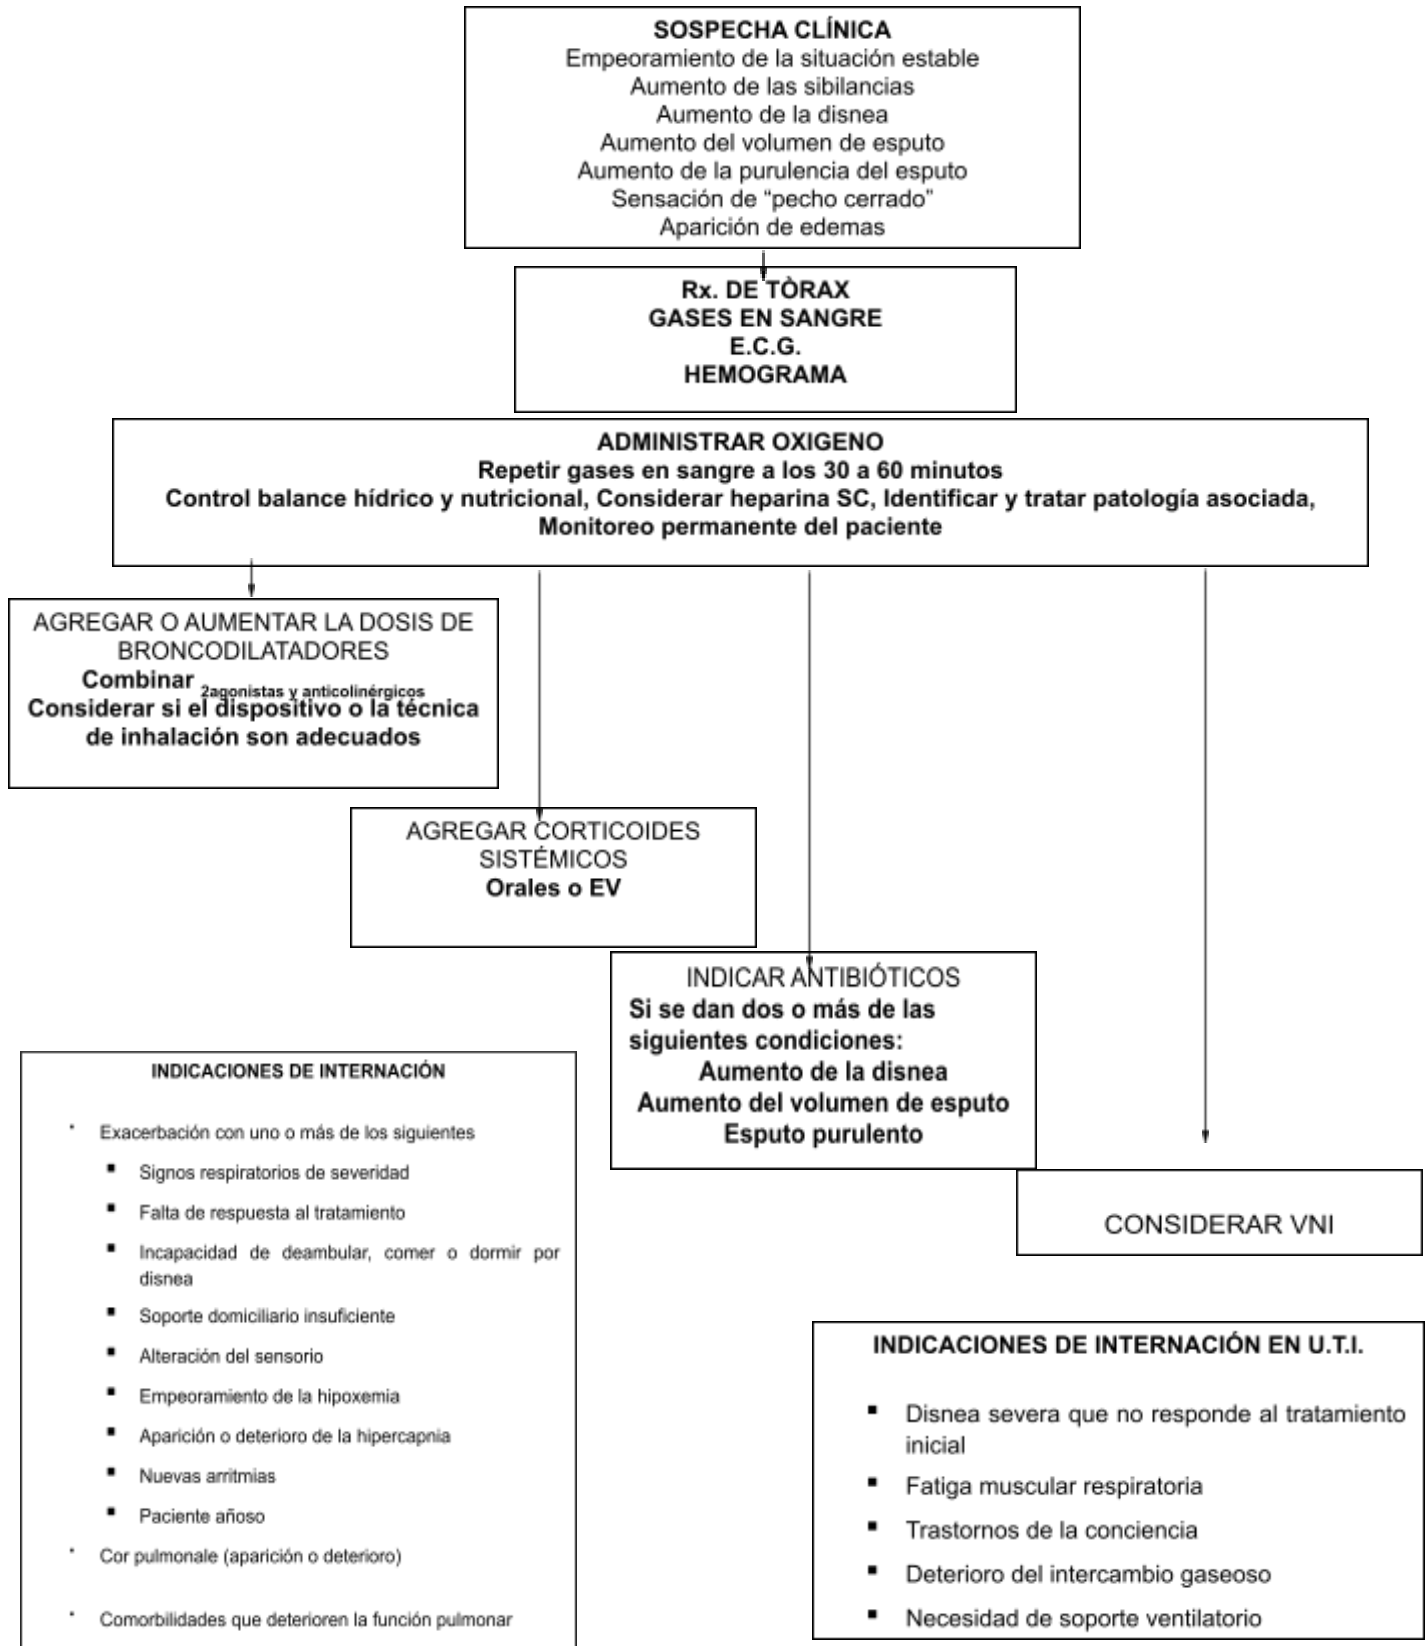 SOSPECHA CLÍNICA
Empeoramiento de la situación estable
Aumento de las sibilancias
Aumento de la disnea
Aumento del volumen de esputo
Aumento de la purulencia del esputo
Sensación de “pecho cerrado”
Aparición de edemas
Rx. DE TÒRAX
GASES EN SANGRE
E.C.G.
HEMOGRAMA
ADMINISTRAR OXIGENO
Repetir gases en sangre a los 30 a 60 minutos
Control balance hídrico y nutricional, Considerar heparina SC, Identificar y tratar patología asociada,
Monitoreo permanente del paciente
AGREGAR O AUMENTAR LA DOSIS DE
BRONCODILATADORES
Combinar 2agonistas y anticolinérgicos
Considerar si el dispositivo o la técnica
de inhalación son adecuados
AGREGAR CORTICOIDES
SISTÉMICOS
Orales o EV
INDICAR ANTIBIÓTICOS
Si se dan dos o más de las
siguientes condiciones:
Aumento de la disnea
Aumento del volumen de esputo
Esputo purulento
CONSIDERAR VNI
INDICACIONES DE INTERNACIÓN
• Exacerbación con uno o más de los siguientes
▪ Signos respiratorios de severidad
▪ Falta de respuesta al tratamiento
▪ Incapacidad de deambular, comer o dormir por
disnea
▪ Soporte domiciliario insuficiente
▪ Alteración del sensorio
▪ Empeoramiento de la hipoxemia
▪ Aparición o deterioro de la hipercapnia
▪ Nuevas arritmias
▪ Paciente añoso
• Cor pulmonale (aparición o deterioro)
• Comorbilidades que deterioren la función pulmonar
INDICACIONES DE INTERNACIÓN EN U.T.I.
▪ Disnea severa que no responde al tratamiento
inicial
▪ Fatiga muscular respiratoria
▪ Trastornos de la conciencia
▪ Deterioro del intercambio gaseoso
▪ Necesidad de soporte ventilatorio